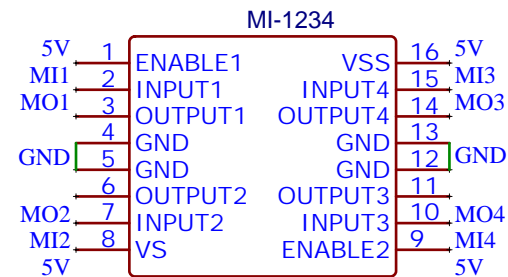 MI-1234
5V 1 ENABLE1 VSS 16 5V
MI1 2 INPUT1 INPUT4 15 MI3
MO1 3 OUTPUT1 OUTPUT4 14 MO3
4 GND GND 13
GND GND
5 GND GND 12
6 OUTPUT2 OUTPUT3 11
MO2 7 INPUT2 INPUT3 10 MO4
MI2 8 VS ENABLE2 9 MI4
5V 5V